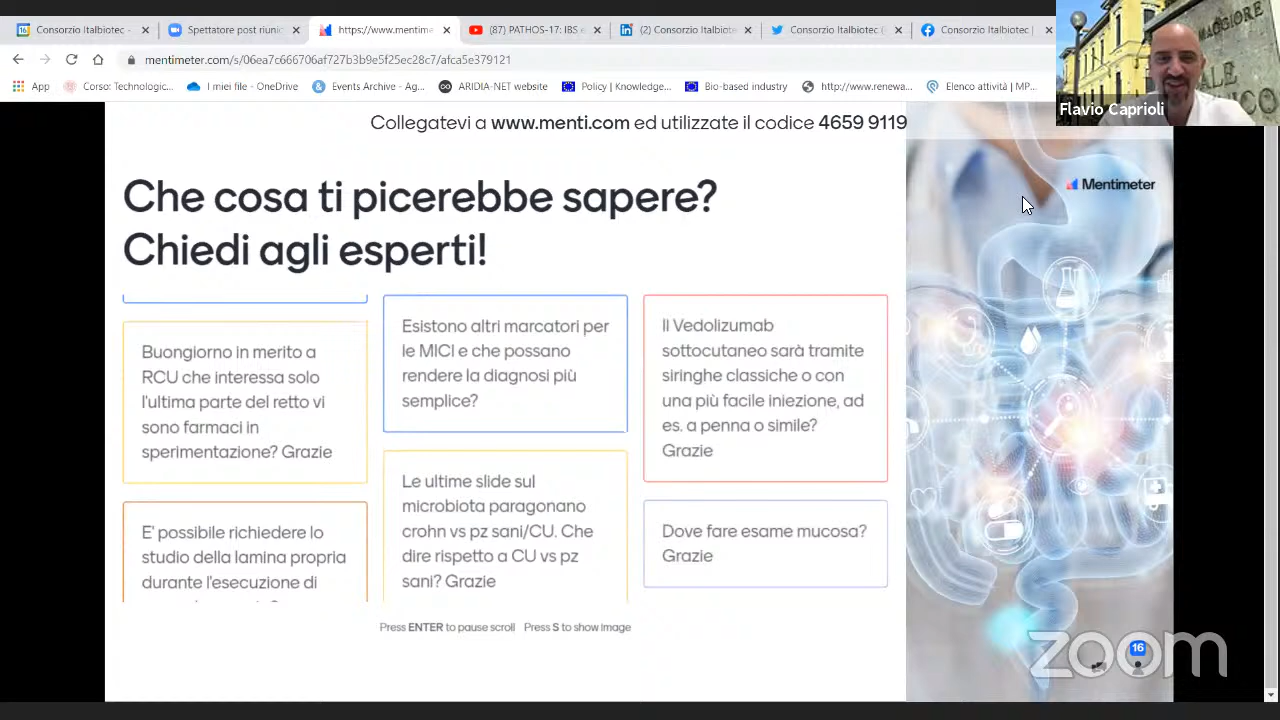 Consorzio Italbiotec -
Spettatore post riunic
https://www.mentime
(87) PATHOS-17: IBS e
(2) Consorzio Italbiote
Consorzio Italbiotec (
Consorzio Italbiotec |
mentimeter.com/s/06ea7c666706af727b3b9e5f25ec28c7/afca5e379121
App
Corso: Technologic...
I miei file - OneDrive
Events Archive - Ag...
ARIDIA-NET website
Policy | Knowledge...
Bio-based industry
http://www.renewa...
Elenco attività | MP...
MAGGIORE
Flavio Caprioli
Collegatevi a www.menti.com ed utilizzate il codice 4659 9119
Mentimeter
Che cosa ti picerebbe sapere?
Chiedi agli esperti!
Buongiorno in merito a
RCU che interessa solo
l'ultima parte del retto vi
sono farmaci in
sperimentazione? Grazie
E' possibile richiedere lo
studio della lamina propria
durante l'esecuzione di
Esistono altri marcatori per
le MICI e che possano
rendere la diagnosi più
semplice?
Le ultime slide sul
microbiota paragonano
crohn vs pz sani/CU. Che
dire rispetto a CU vs pz
sani? Grazie
Il Vedolizumab
sottocutaneo sarà tramite
siringhe classiche o con
una più facile iniezione, ad
es. a penna o simile?
Grazie
Dove fare esame mucosa?
Grazie
Press ENTER to pause scroll Press S to show image
16
zoom